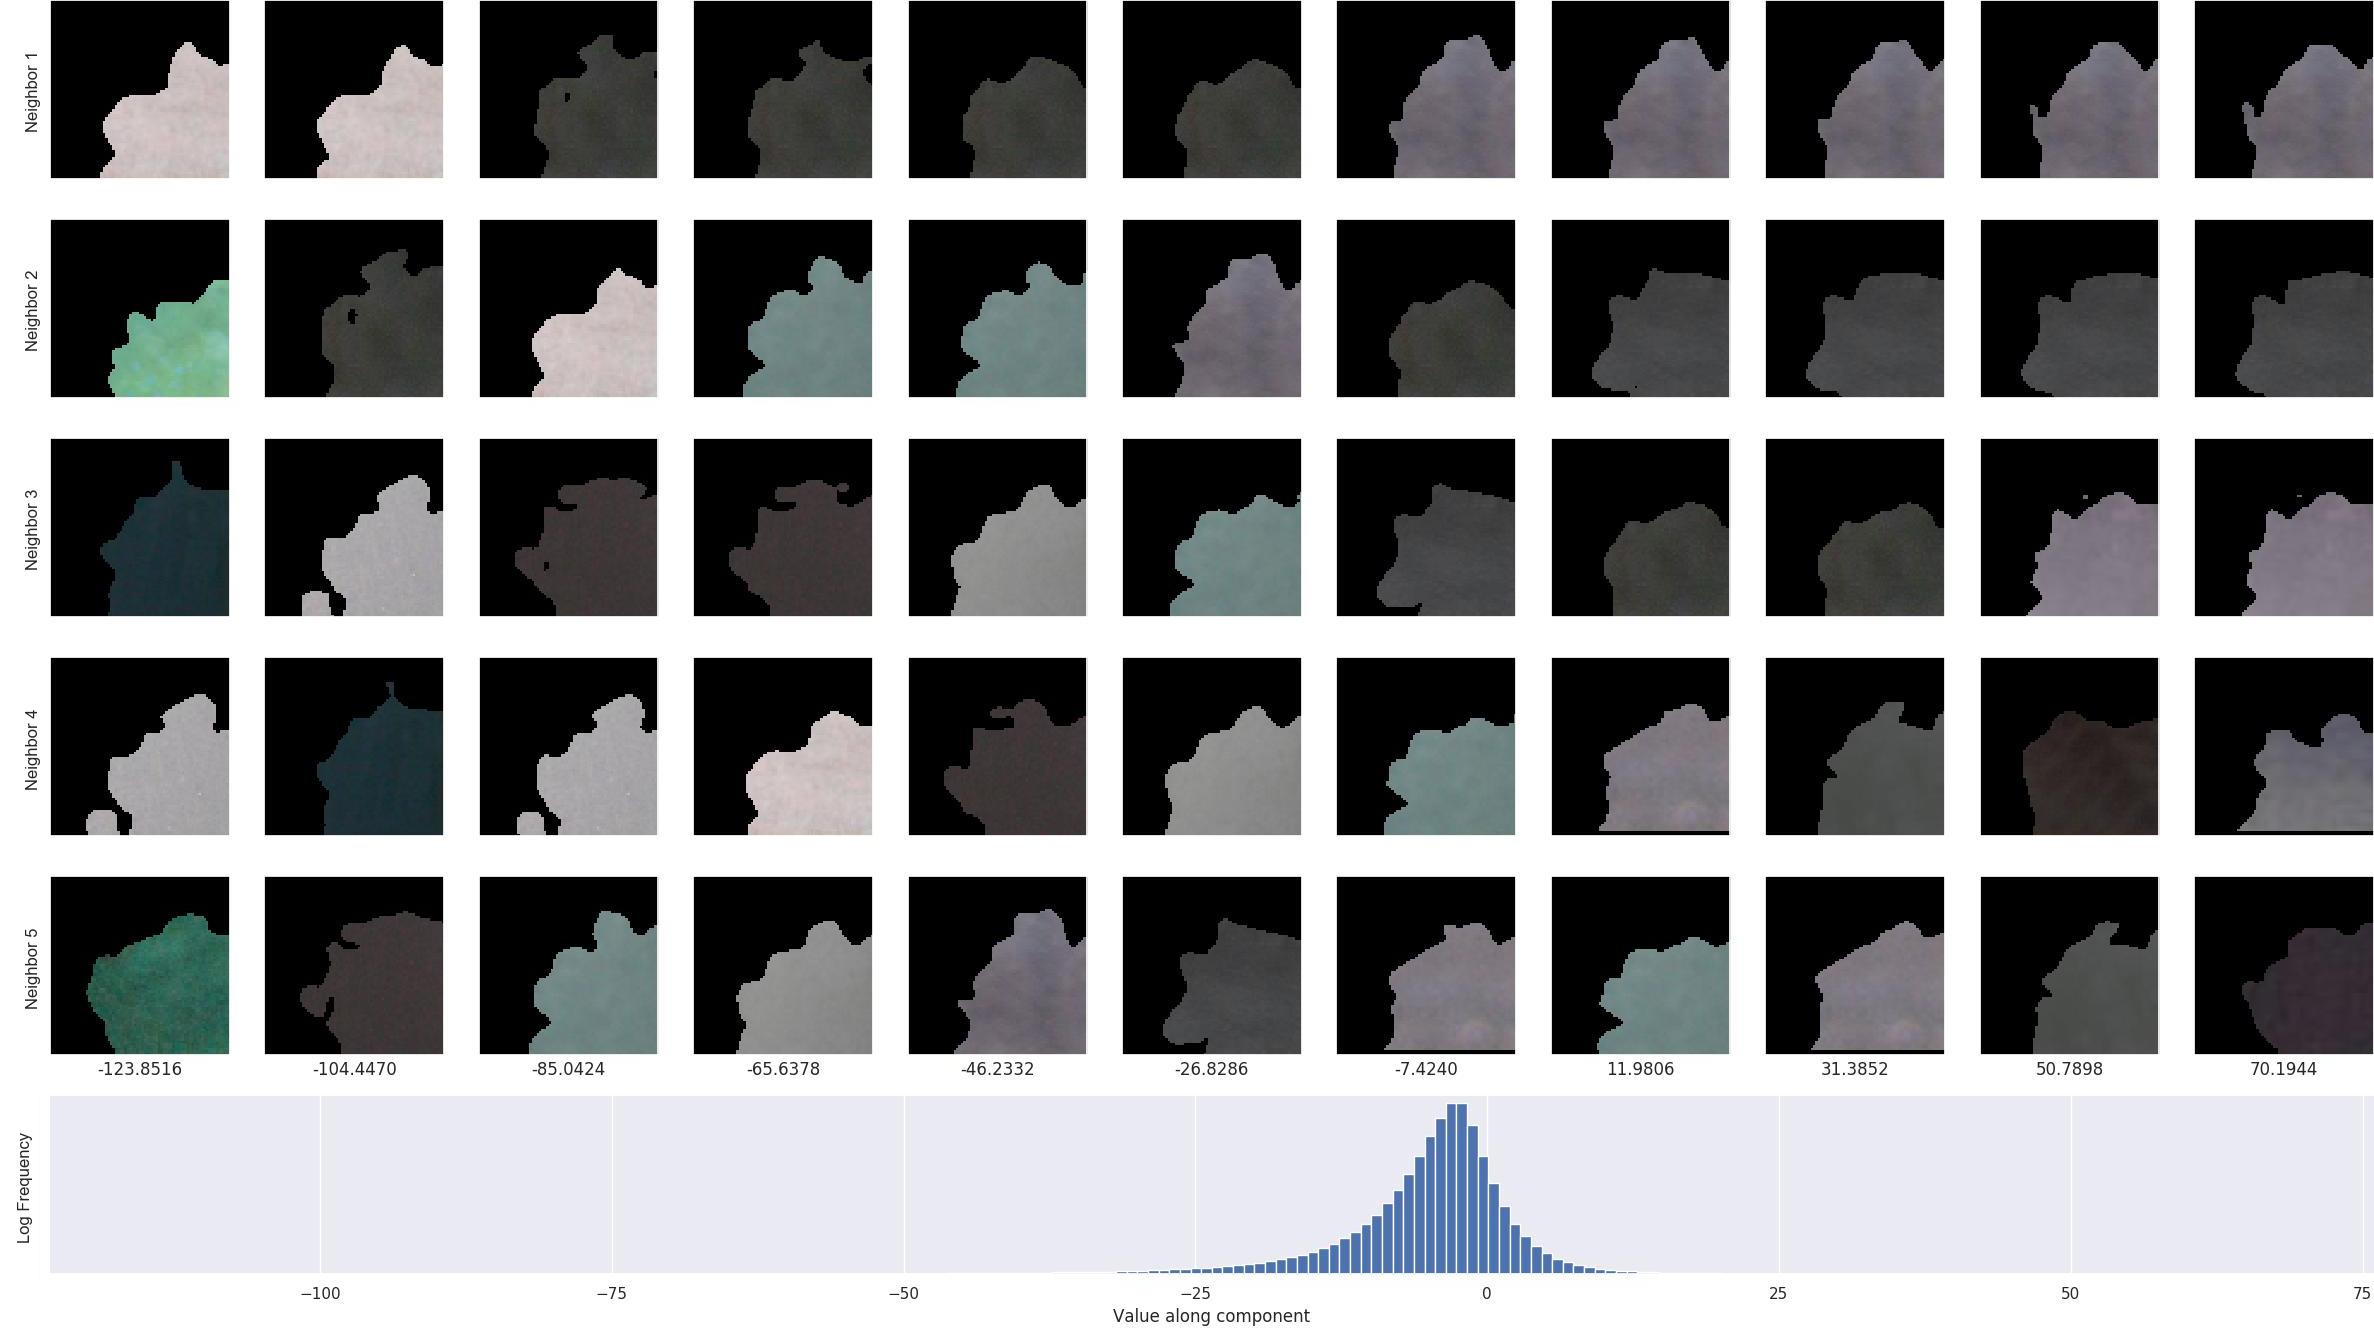 Neighbor 1
Neighbor 2
Neighbor 3
Neighbor 4
Neighbor 5
-123.8516 -104.4470 -85.0424 -65.6378 -46.2332 -26.8286 -7.4240 11.9806 31.3852 50.7898 70.1944
Log Frequency
−100 −75 −50 −25 0 25 50 75
Value along component